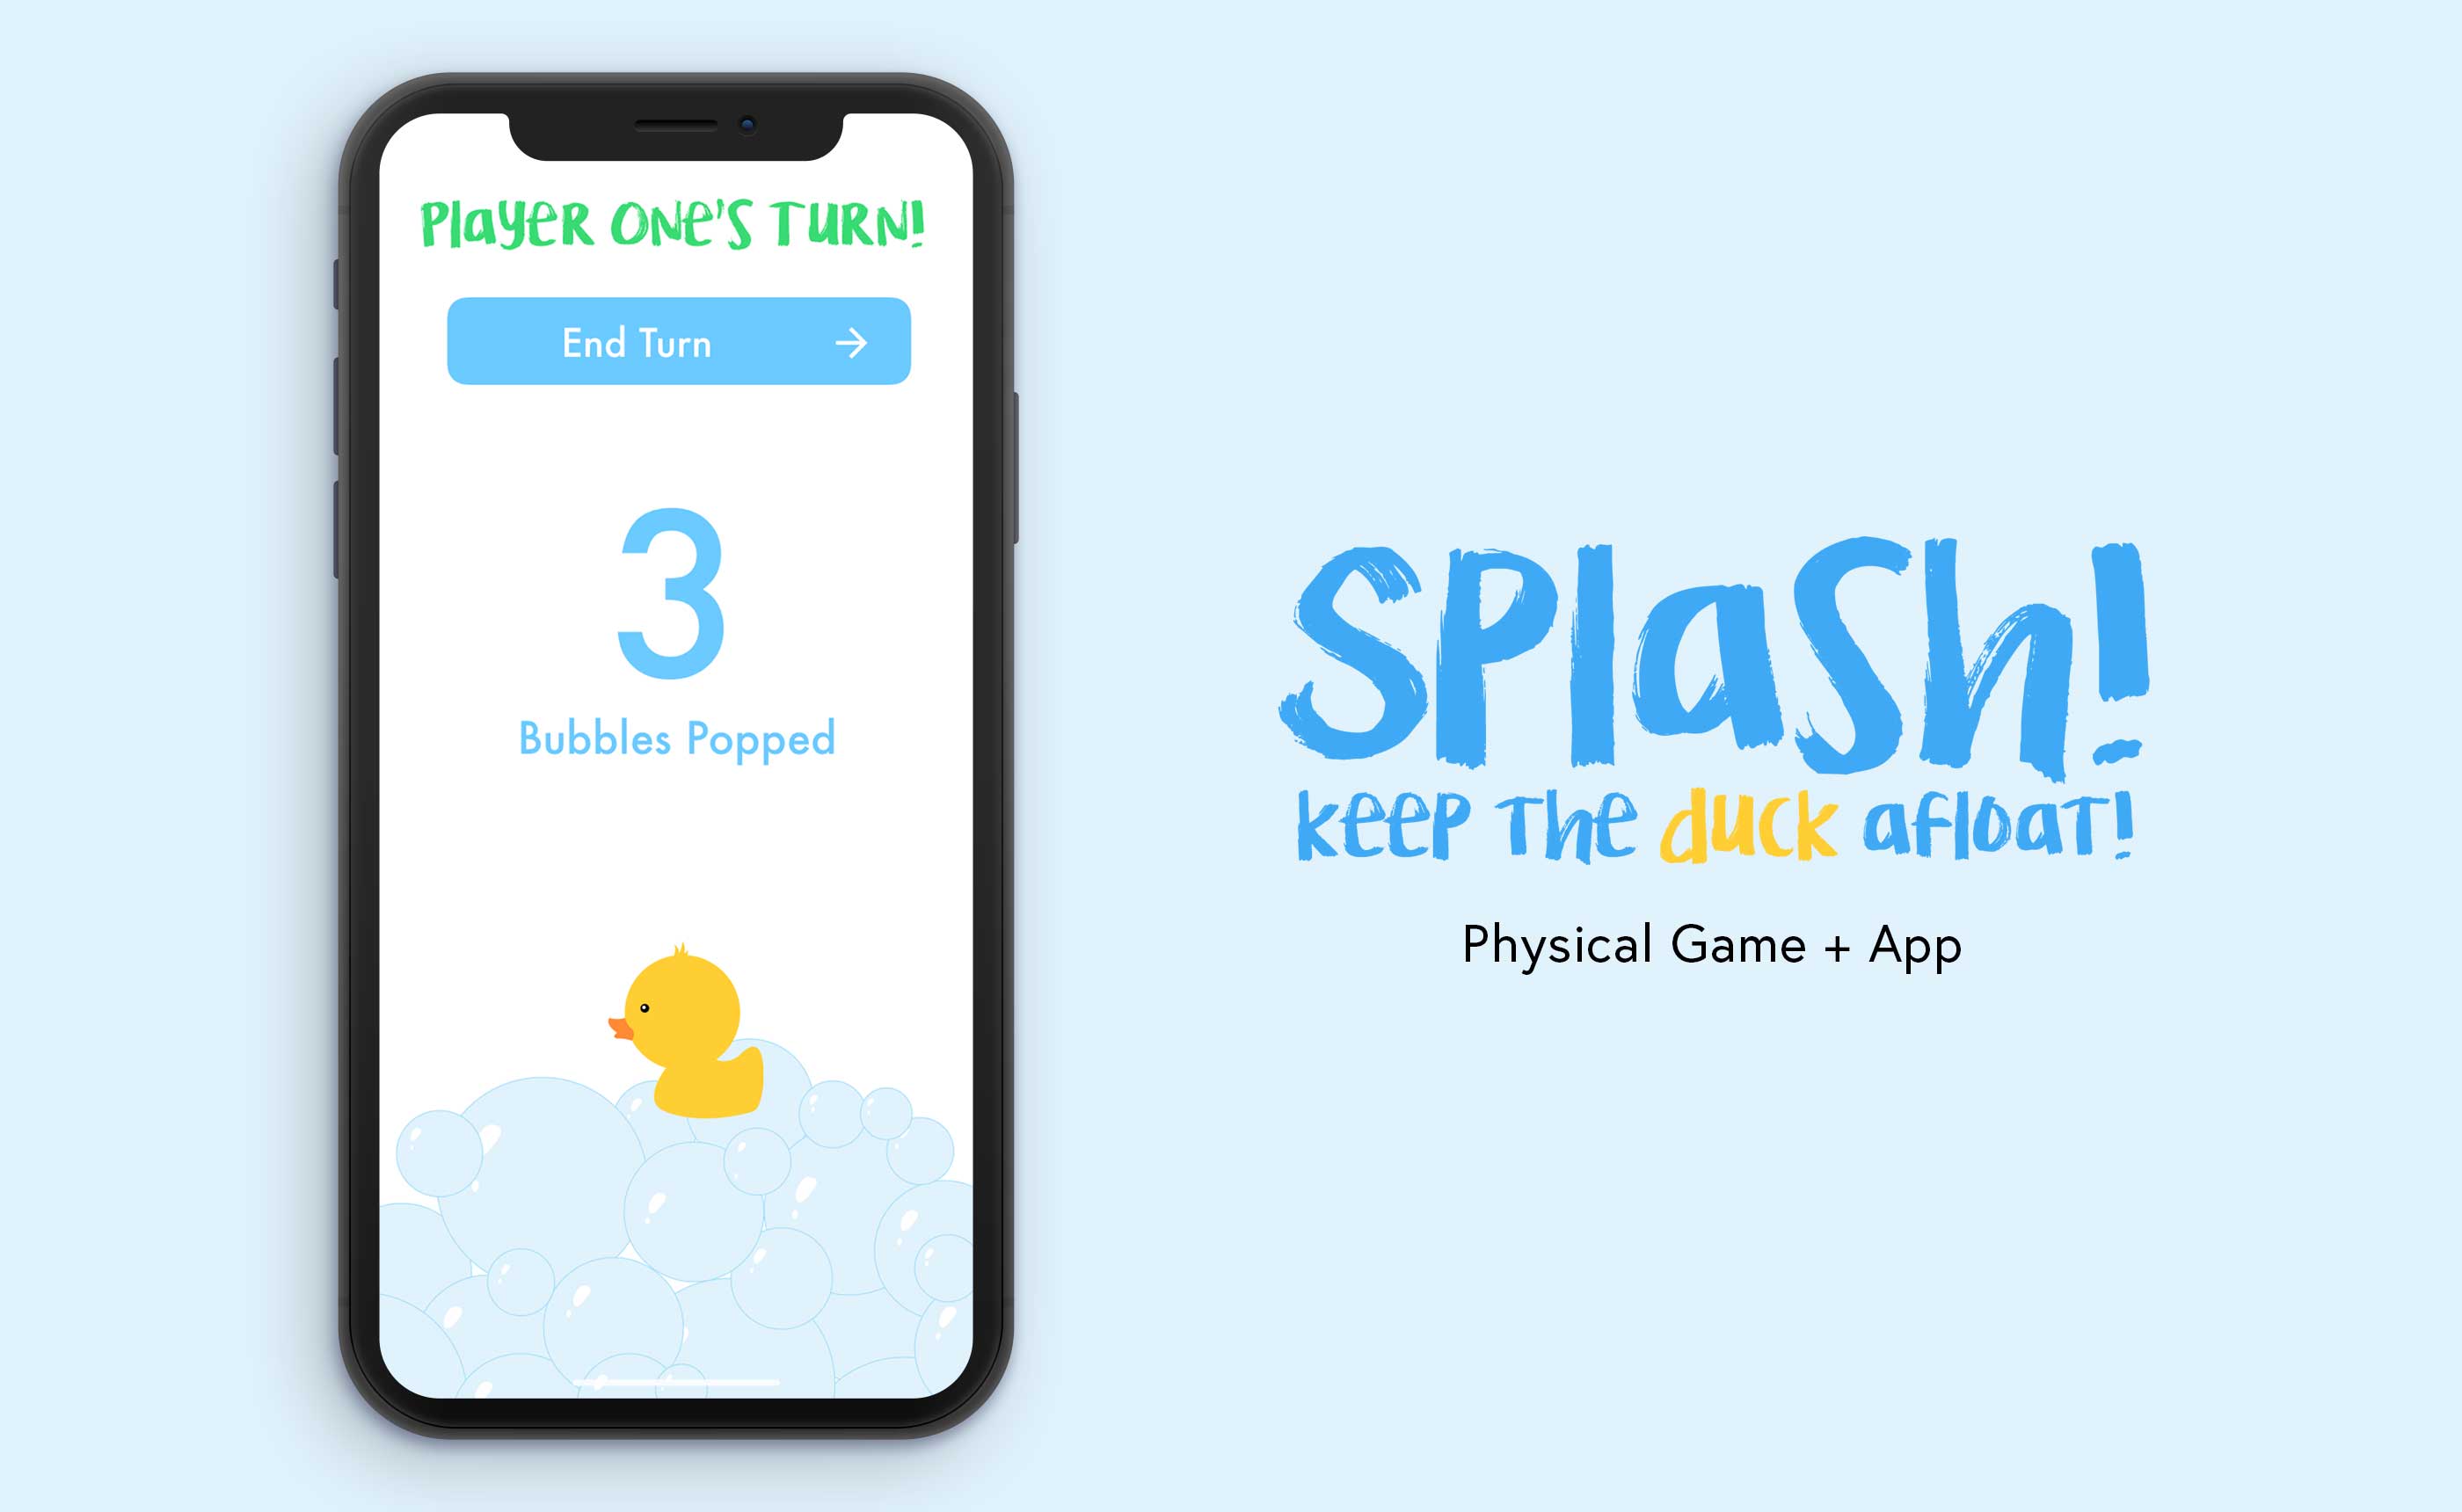 Player One's Turn!
End Turn →
3
Bubbles Popped
Splash!
keep the duck afloat!
Physical Game + App